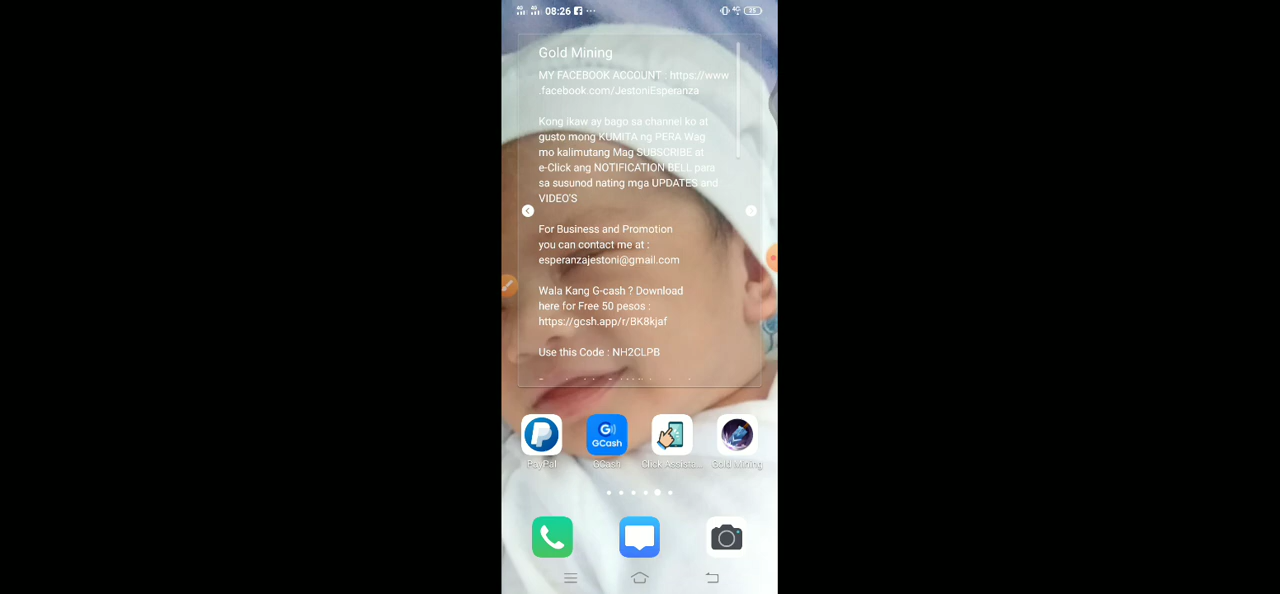 08:26
25
Gold Mining
MY FACEBOOK ACCOUNT : https://www
.facebook.com/JestoniEsperanza
Kong ikaw ay bago sa channel ko at
gusto mong KUMITA ng PERA Wag
mo kalimutang Mag SUBSCRIBE at
e-Click ang NOTIFICATION BELL para
sa susunod nating mga UPDATES and
VIDEO'S
For Business and Promotion
you can contact me at :
esperanzajestoni@gmail.com
Wala Kang G-cash ? Download
here for Free 50 pesos :
https://gcsh.app/r/BK8kjaf
Use this Code : NH2CLPB
GCash
PayPal GCash Click Assista... Gold Mining